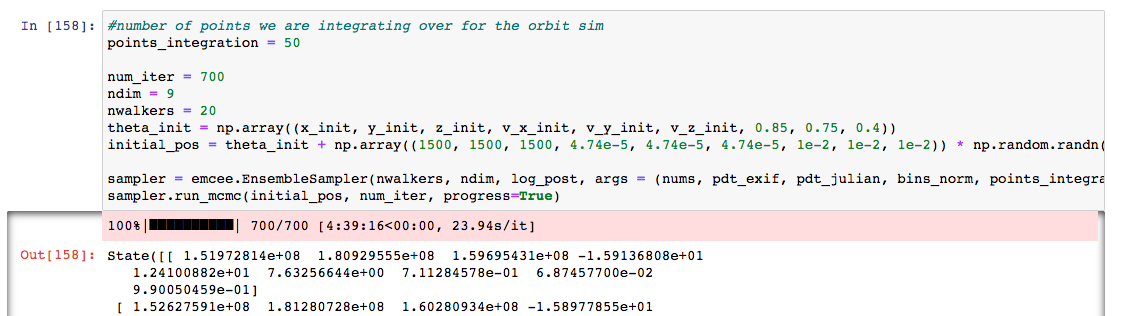 In [158]: #number of points we are integrating over for the orbit sim
points_integration = 50
num_iter = 700
ndim = 9
nwalkers = 20
theta_init = np.array((x_init, y_init, z_init, v_x_init, v_y_init, v_z_init, 0.85, 0.75, 0.4))
initial_pos = theta_init + np.array((1500, 1500, 1500, 4.74e-5, 4.74e-5, 4.74e-5, 1e-2, 1e-2, 1e-2)) * np.random.randn(
sampler = emcee.EnsembleSampler(nwalkers, ndim, log_post, args = (nums, pdt_exif, pdt_julian, bins_norm, points_integra
sampler.run_mcmc(initial_pos, num_iter, progress=True)
100%|██████████| 700/700 [4:39:16<00:00, 23.94s/it]
Out[158]: State([[ 1.51972814e+08 1.80929555e+08 1.59695431e+08 -1.59136808e+01
1.24100882e+01 7.63256644e+00 7.11284578e-01 6.87457700e-02
9.90050459e-01]
[ 1.52627591e+08 1.81280728e+08 1.60280934e+08 -1.58977855e+01